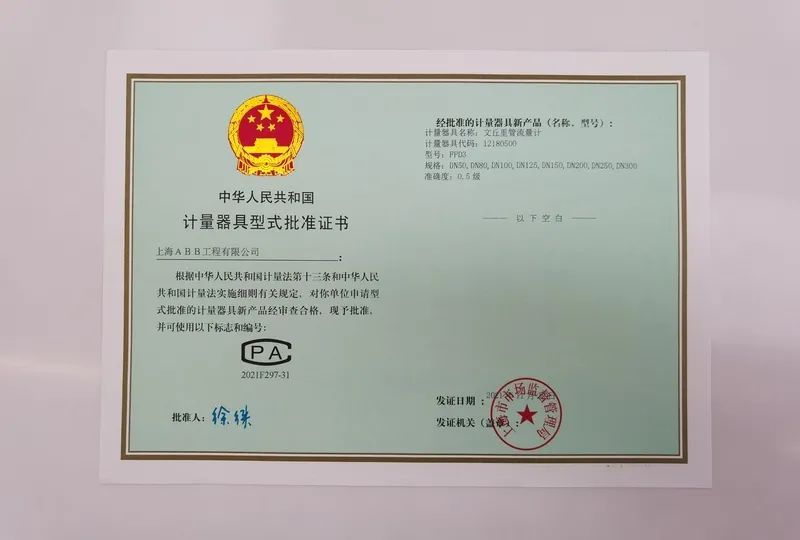 中华人民共和国
计量器具型式批准证书
上海ABB工程有限公司:
根据中华人民共和国计量法第十三条和中华人民
共和国计量法实施细则有关规定，对你单位申请型
式批准的计量器具新产品经审查合格，现予批准，
并可使用以下标志和编号:
CPA
2021F297-31
批准人:
经批准的计量器具新产品（名称、型号）:
计量器具名称: 文丘里管流量计
计量器具代码: 12180500
型号: FPD3
规格: DN50,DN80,DN100,DN125,DN150,DN200,DN250,DN300
准确度: 0.5 级
以下空白
发证日期:
发证机关（盖章）:
上海市市场监督管理局